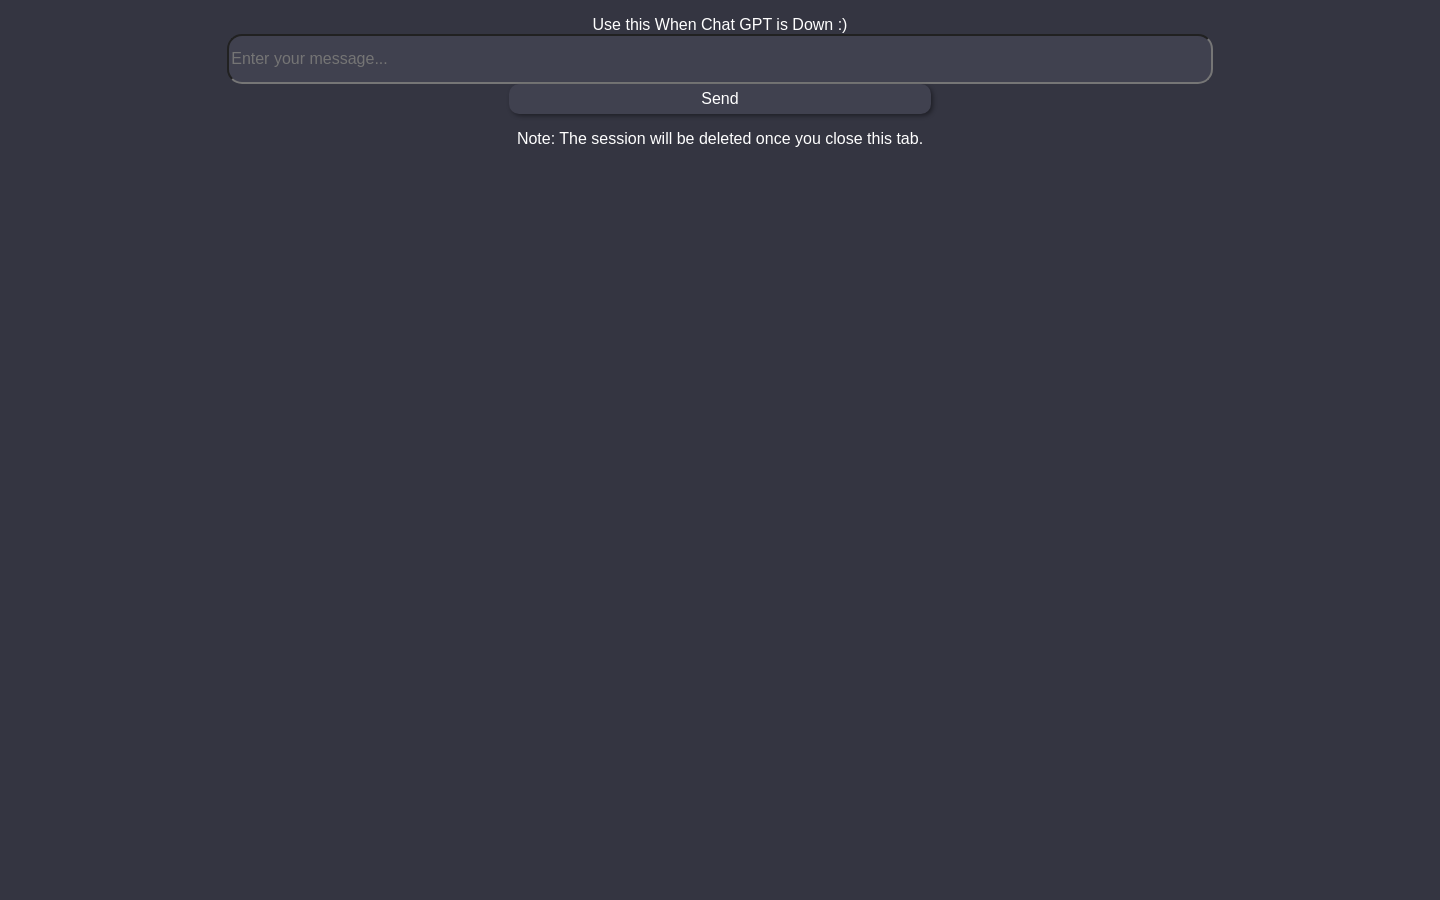 Use this When Chat GPT is Down :)
Enter your message...
Send
Note: The session will be deleted once you close this tab.